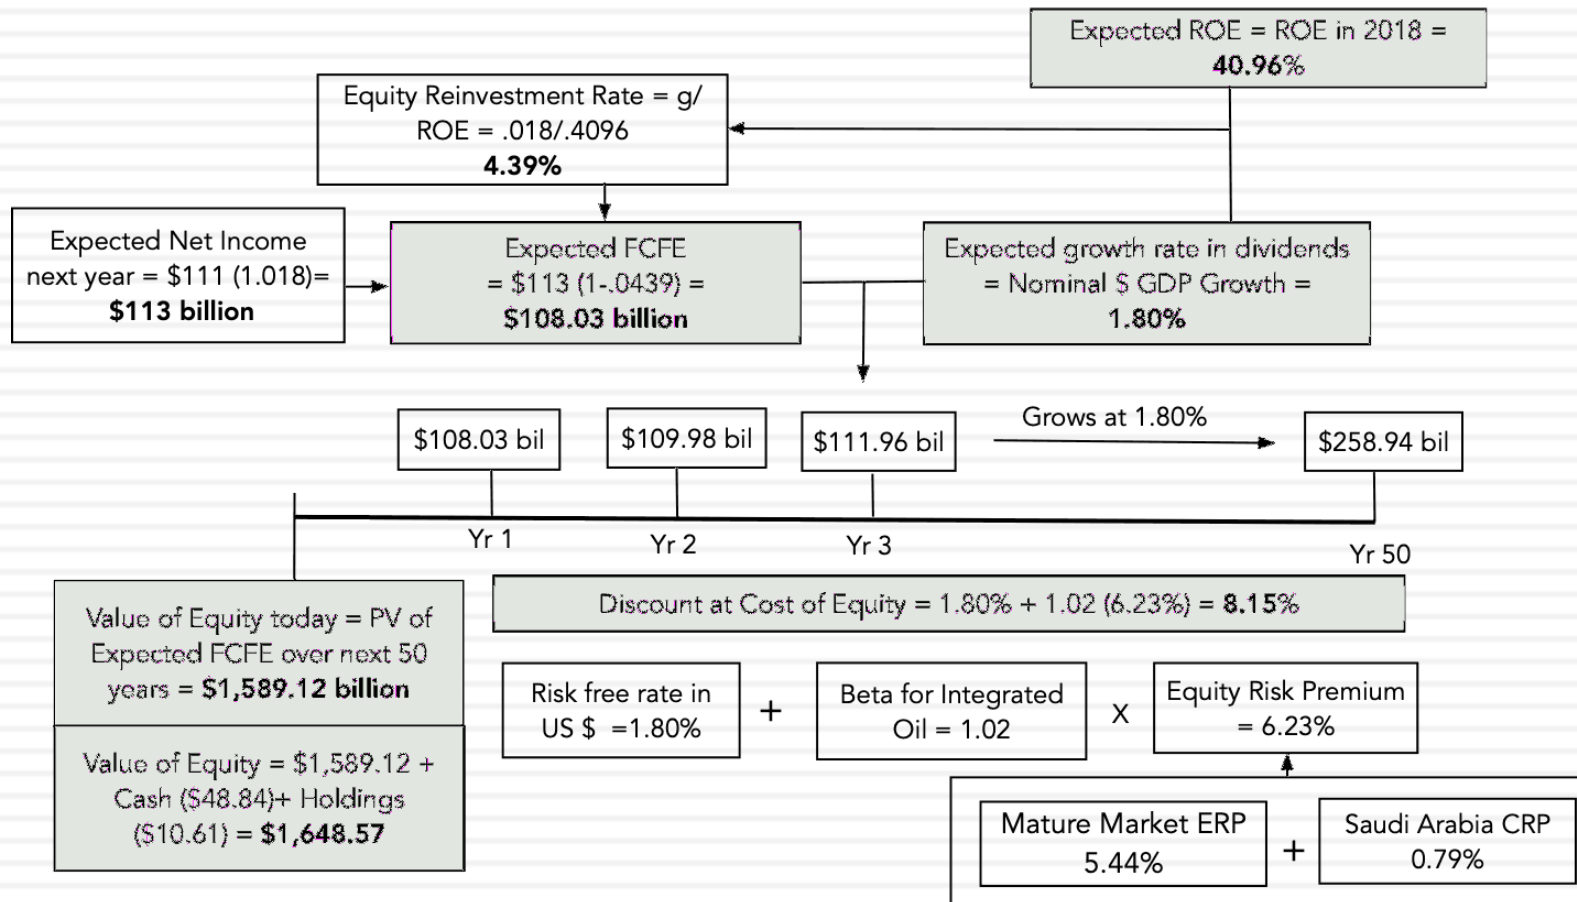 Expected ROE = ROE in 2018 =
40.96%
Equity Reinvestment Rate = g/
ROE = .018/.4096
4.39%
Expected Net Income
next year = $111 (1.018)=
$113 billion
Expected FCFE
= $113 (1-.0439) =
$108.03 billion
Expected growth rate in dividends
= Nominal $ GDP Growth =
1.80%
$108.03 bil
$109.98 bil
$111.96 bil
Grows at 1.80%
$258.94 bil
Yr 1
Yr 2
Yr 3
Yr 50
Discount at Cost of Equity = 1.80% + 1.02 (6.23%) = 8.15%
Value of Equity today = PV of
Expected FCFE over next 50
years = $1,589.12 billion
Value of Equity = $1,589.12 +
Cash ($48.84)+ Holdings
($10.61) = $1,648.57
Risk free rate in
US $ =1.80%
+
Beta for Integrated
Oil = 1.02
X
Equity Risk Premium
= 6.23%
Mature Market ERP
5.44%
+
Saudi Arabia CRP
0.79%